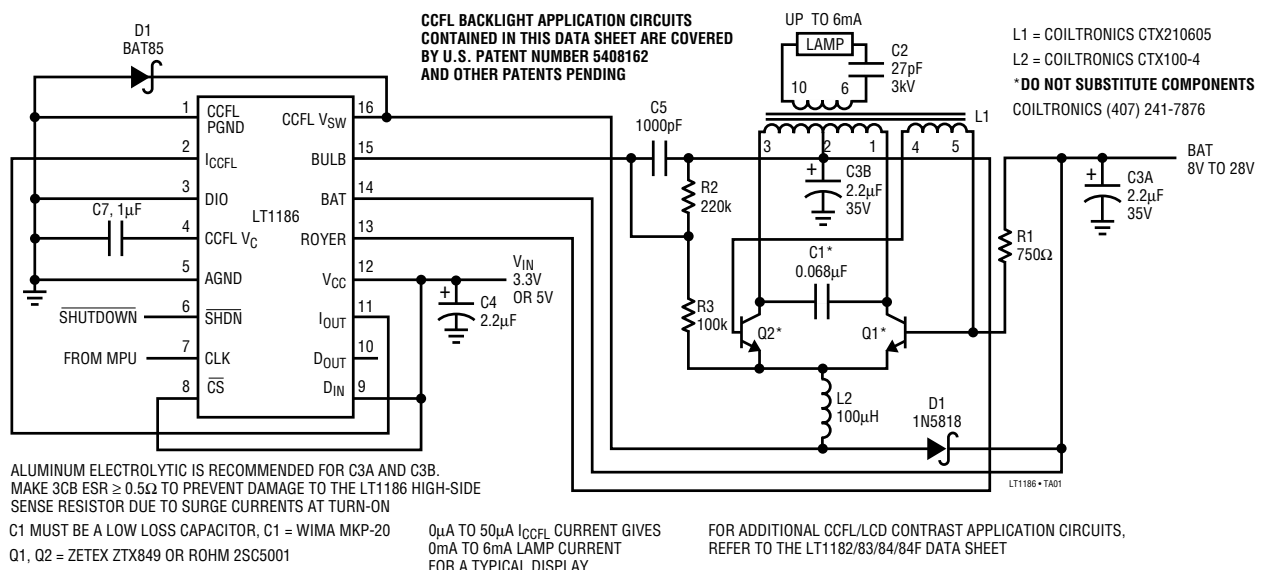 CCFL BACKLIGHT APPLICATION CIRCUITS
CONTAINED IN THIS DATA SHEET ARE COVERED
BY U.S. PATENT NUMBER 5408162
AND OTHER PATENTS PENDING
UP TO 6mA
LAMP
C2
27pF
3kV
10
6
L1 = COILTRONICS CTX210605
L2 = COILTRONICS CTX100-4
*DO NOT SUBSTITUTE COMPONENTS
COILTRONICS (407) 241-7876
D1
BAT85
1
CCFL
PGND
CCFL VSW
16
2
ICCFL
BULB
15
3
DIO
BAT
14
LT1186
C7, 1µF
4
CCFL VC
ROYER
13
5
AGND
VCC
12
SHUTDOWN
6
SHDN
IOUT
11
FROM MPU
7
CLK
DOUT
10
8
CS
DIN
9
C5
1000pF
R2
220k
R3
100k
VIN
3.3V
OR 5V
+
C4
2.2µF
L1
3
2
1
4
5
+
C3B
2.2µF
35V
C1*
0.068µF
Q2*
Q1*
L2
100µH
D1
1N5818
R1
750Ω
BAT
8V TO 28V
+
C3A
2.2µF
35V
LT1186 • TA01
ALUMINUM ELECTROLYTIC IS RECOMMENDED FOR C3A AND C3B.
MAKE 3CB ESR ≥ 0.5Ω TO PREVENT DAMAGE TO THE LT1186 HIGH-SIDE
SENSE RESISTOR DUE TO SURGE CURRENTS AT TURN-ON
C1 MUST BE A LOW LOSS CAPACITOR, C1 = WIMA MKP-20
Q1, Q2 = ZETEX ZTX849 OR ROHM 2SC5001
0µA TO 50µA ICCFL CURRENT GIVES
0mA TO 6mA LAMP CURRENT
FOR A TYPICAL DISPLAY
FOR ADDITIONAL CCFL/LCD CONTRAST APPLICATION CIRCUITS,
REFER TO THE LT1182/83/84/84F DATA SHEET